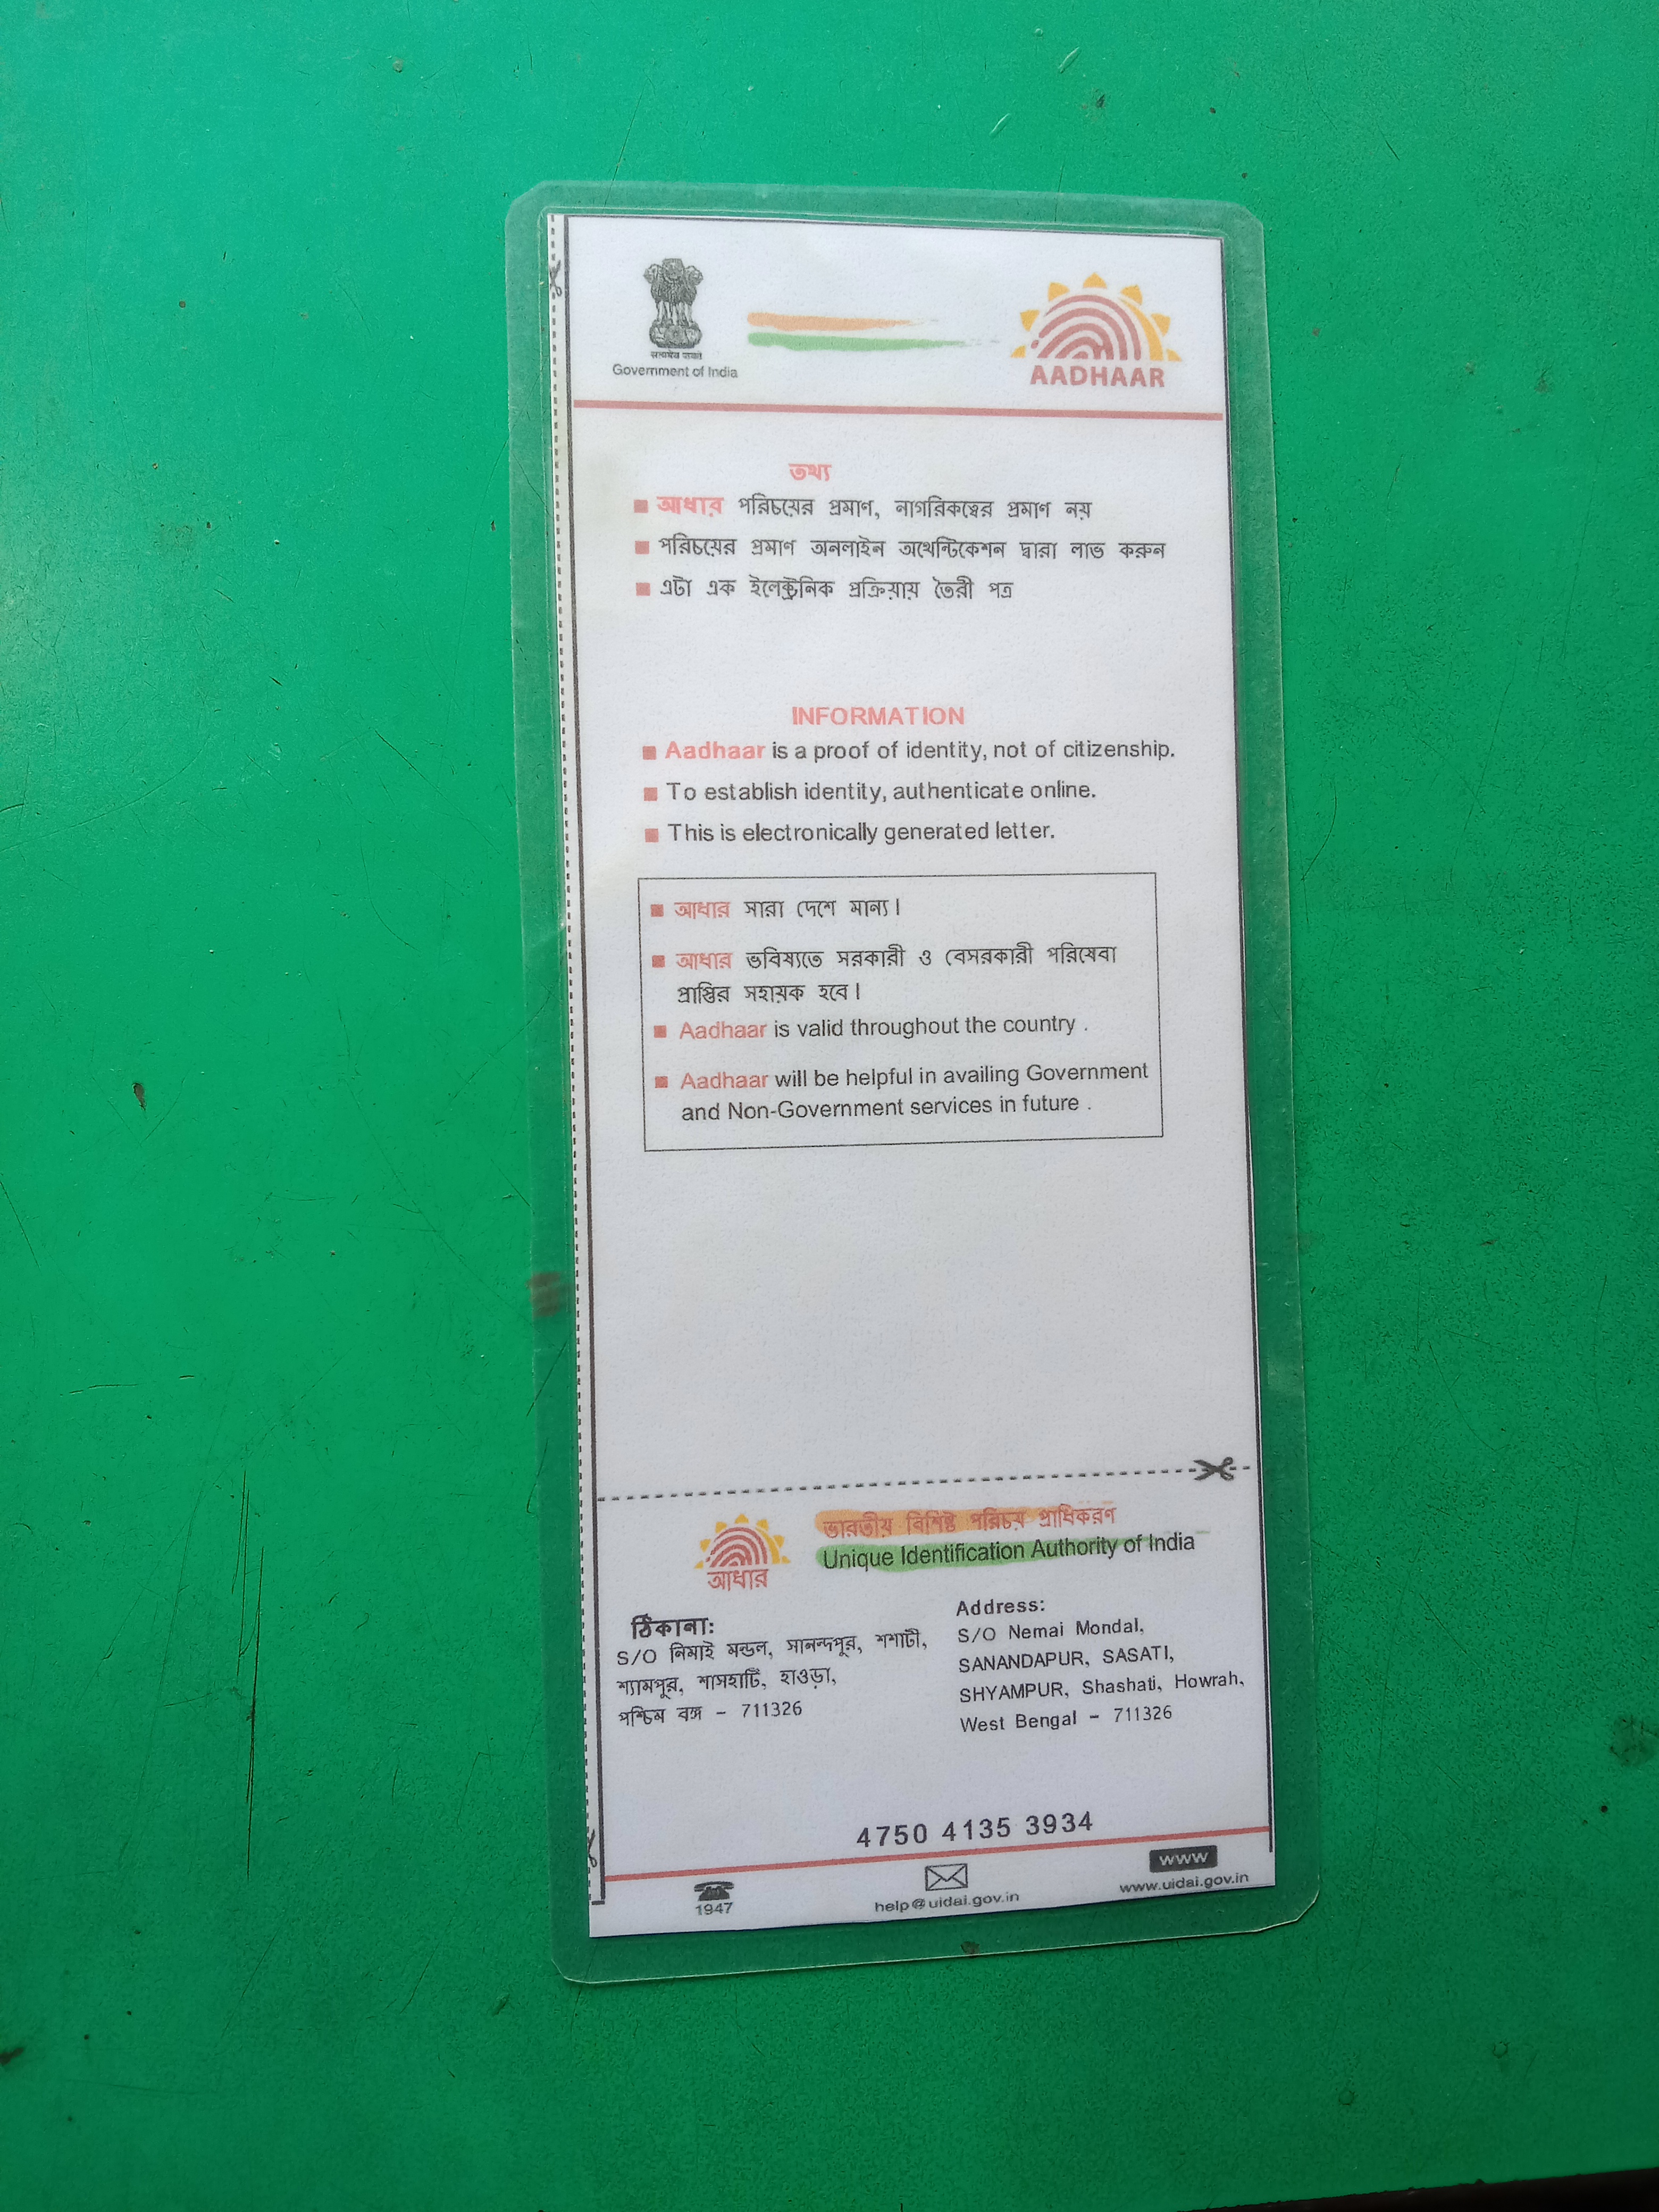 सत्यमेव जयते
Government of India
AADHAAR
তথ্য
আধার পরিচয়ের প্রমাণ, নাগরিকত্বের প্রমাণ নয়
পরিচয়ের প্রমাণ অনলাইন অথেন্টিকেশন দ্বারা লাভ করুন
এটা এক ইলেক্ট্রনিক প্রক্রিয়ায় তৈরী পত্র
INFORMATION
Aadhaar is a proof of identity, not of citizenship.
To establish identity, authenticate online.
This is electronically generated letter.
আধার সারা দেশে মান্য।
আধার ভবিষ্যতে সরকারী ও বেসরকারী পরিষেবা
প্রাপ্তির সহায়ক হবে।
Aadhaar is valid throughout the country .
Aadhaar will be helpful in availing Government
and Non-Government services in future .
ভারতীয় বিশিষ্ট পরিচয় প্রাধিকরণ
Unique Identification Authority of India
আধার
ঠিকানা:
S/O নিমাই মন্ডল, সানন্দপুর, শশাটী,
শ্যামপুর, শাসহাটি, হাওড়া,
পশ্চিম বঙ্গ - 711326
Address:
S/O Nemai Mondal,
SANANDAPUR, SASATI,
SHYAMPUR, Shashati, Howrah,
West Bengal - 711326
4750 4135 3934
1947
help@uidai.gov.in
www
www.uidai.gov.in